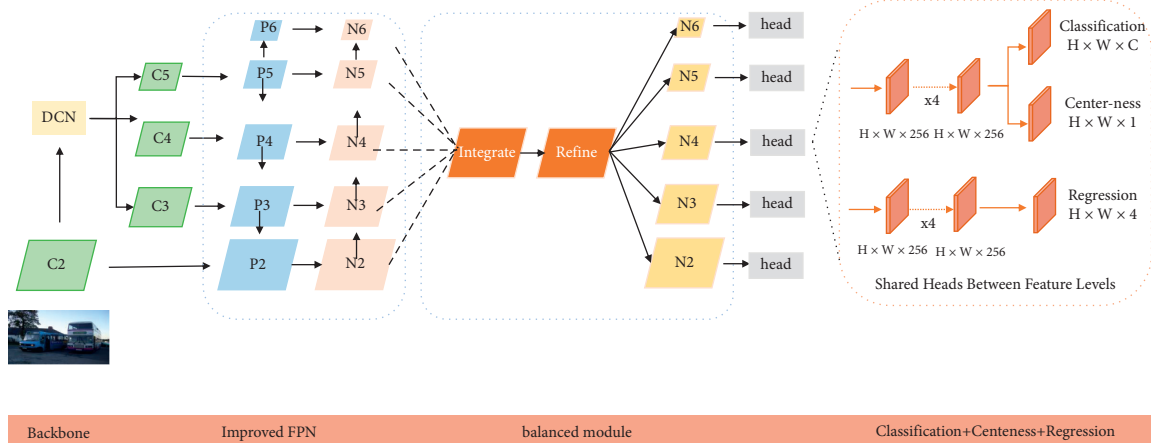 P6
N6
N6
head
Classification
H × W × C
C5
P5
N5
N5
head
x4
DCN
Center-ness
H × W × 1
C4
P4
N4
Integrate
Refine
N4
head
H × W × 256
H × W × 256
C3
P3
N3
N3
head
Regression
H × W × 4
x4
C2
P2
N2
N2
head
H × W × 256
H × W × 256
Shared Heads Between Feature Levels
Backbone
Improved FPN
balanced module
Classification+Centeness+Regression